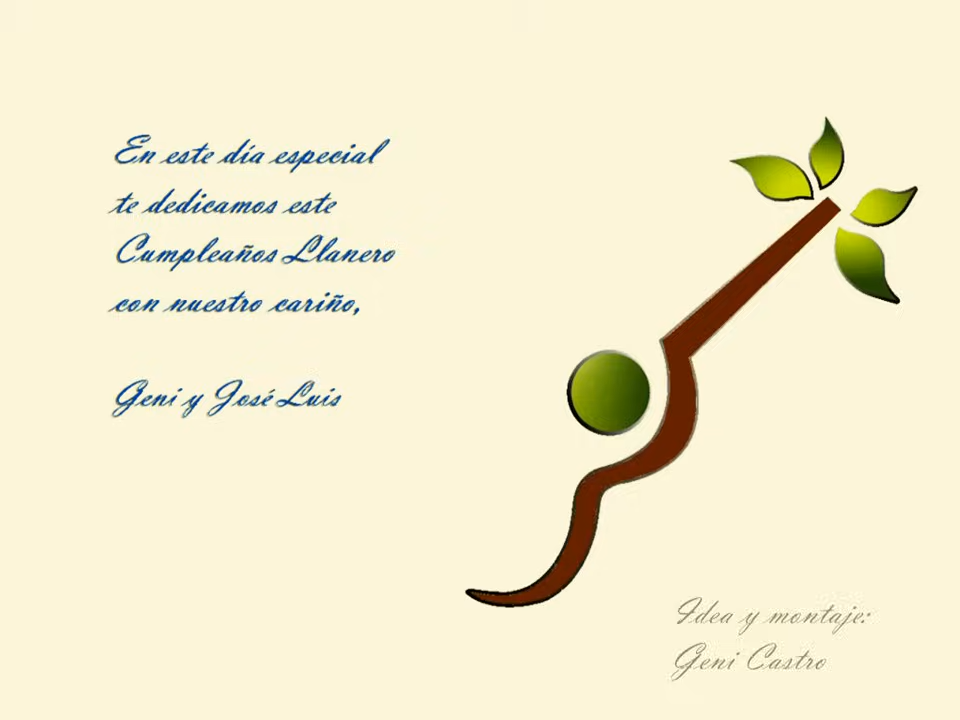 En este día especial
te dedicamos este
Cumpleaños Llanero
con nuestro cariño,
Geni y José Luis
Idea y montaje:
Geni Castro